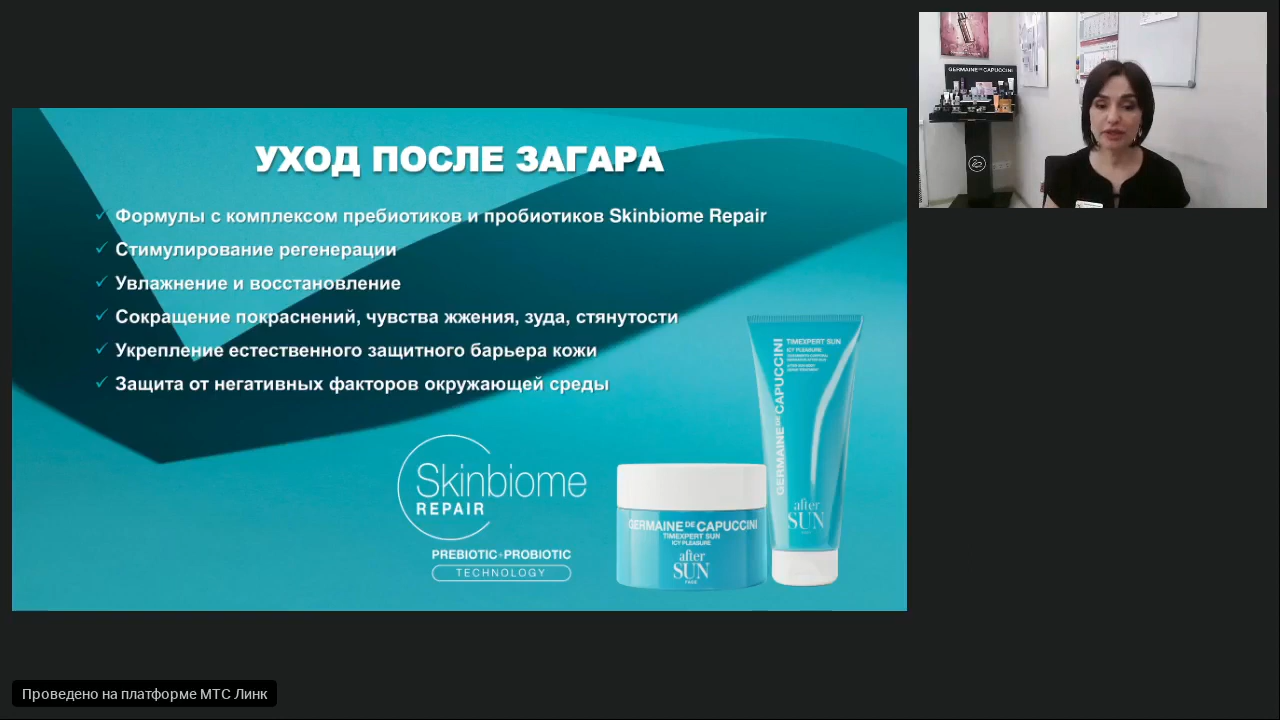 УХОД ПОСЛЕ ЗАГАРА
Формулы с комплексом пребиотиков и пробиотиков Skinbiome Repair
Стимулирование регенерации
Увлажнение и восстановление
Сокращение покраснений, чувства жжения, зуда, стянутости
Укрепление естественного защитного барьера кожи
Защита от негативных факторов окружающей среды
Skinbiome
REPAIR
PREBIOTIC+PROBIOTIC
TECHNOLOGY
GERMAINE DE CAPUCCINI
TIMEXPERT SUN
ICY PLEASURE
after
SUN
FACE
GERMAINE DE CAPUCCINI
TIMEXPERT SUN
ICY PLEASURE
after
SUN
GERMAINE DE CAPUCCINI
Проведено на платформе МТС Линк